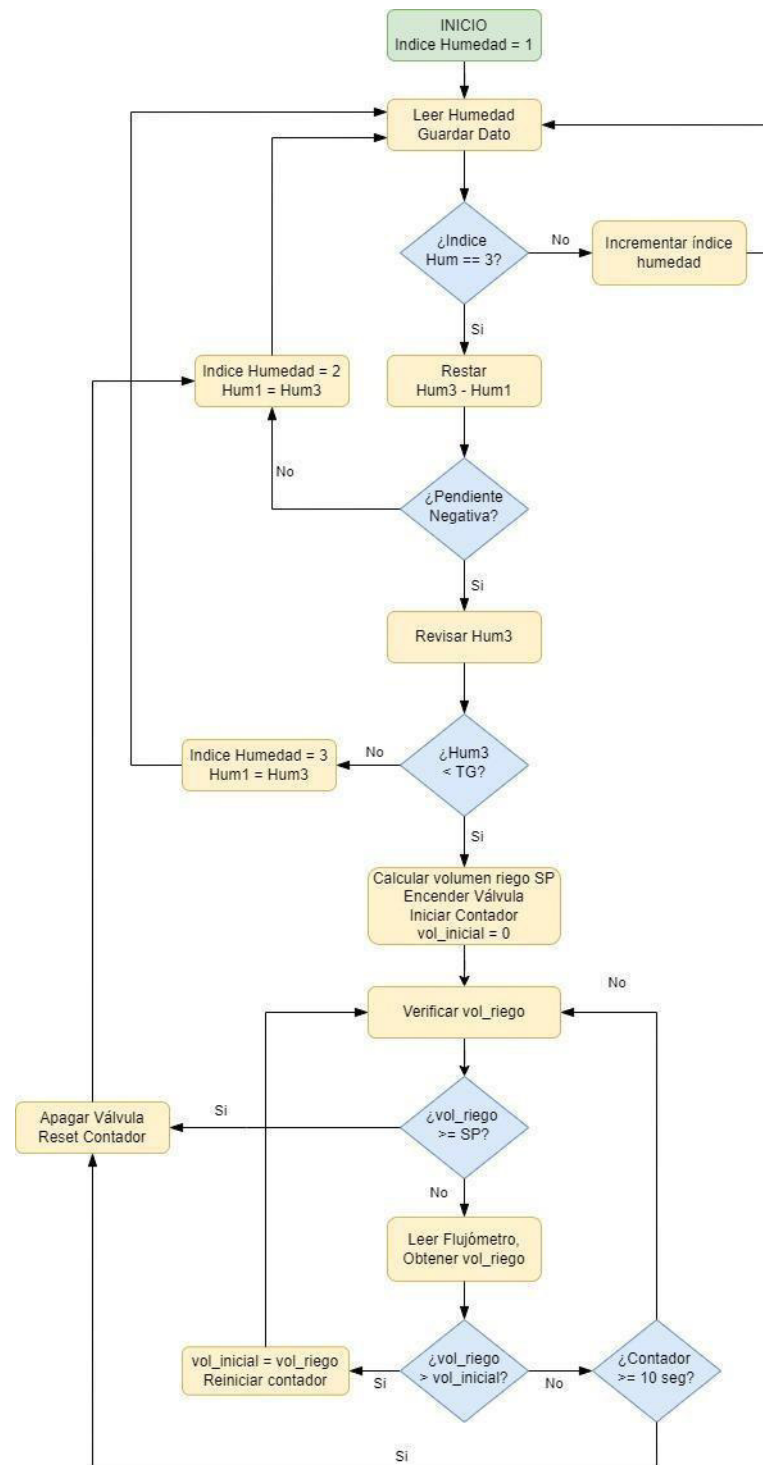 INICIO
Indice Humedad = 1
Leer Humedad
Guardar Dato
¿Indice
Hum == 3?
No
Incrementar índice
humedad
Si
Indice Humedad = 2
Hum1 = Hum3
Restar
Hum3 - Hum1
No
¿Pendiente
Negativa?
Si
Revisar Hum3
Indice Humedad = 3
Hum1 = Hum3
No
¿Hum3
< TG?
Si
Calcular volumen riego SP
Encender Válvula
Iniciar Contador
vol_inicial = 0
No
Verificar vol_riego
Apagar Válvula
Reset Contador
Si
¿vol_riego
>= SP?
No
Leer Flujómetro,
Obtener vol_riego
vol_inicial = vol_riego
Reiniciar contador
Si
¿vol_riego
> vol_inicial?
No
¿Contador
>= 10 seg?
Si